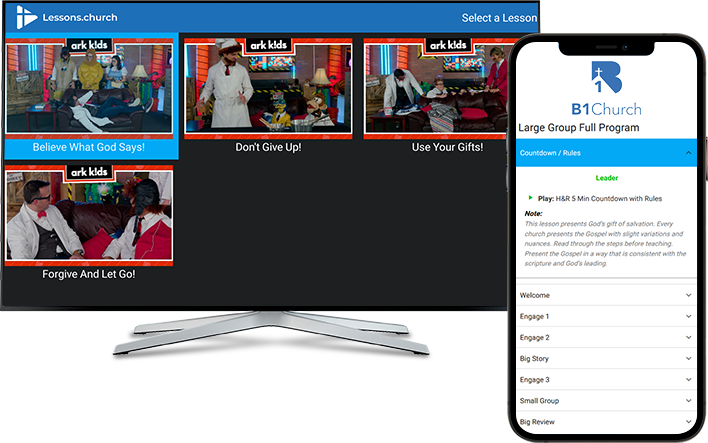 Lessons.church
Select a Lesson
ark kids
ark kids
ark kids
Believe What God Says!
Don't Give Up!
Use Your Gifts!
ark kids
Forgive And Let Go!
B1Church
Large Group Full Program
Countdown / Rules
Leader
Play: H&R 5 Min Countdown with Rules
Note:
This lesson presents God's gift of salvation. Every
church presents the Gospel with slight variations and
nuances. Read through the steps before teaching.
Present the Gospel in a way that is consistent with the
scripture and God's leading.
Welcome
Engage 1
Engage 2
Big Story
Engage 3
Small Group
Big Review